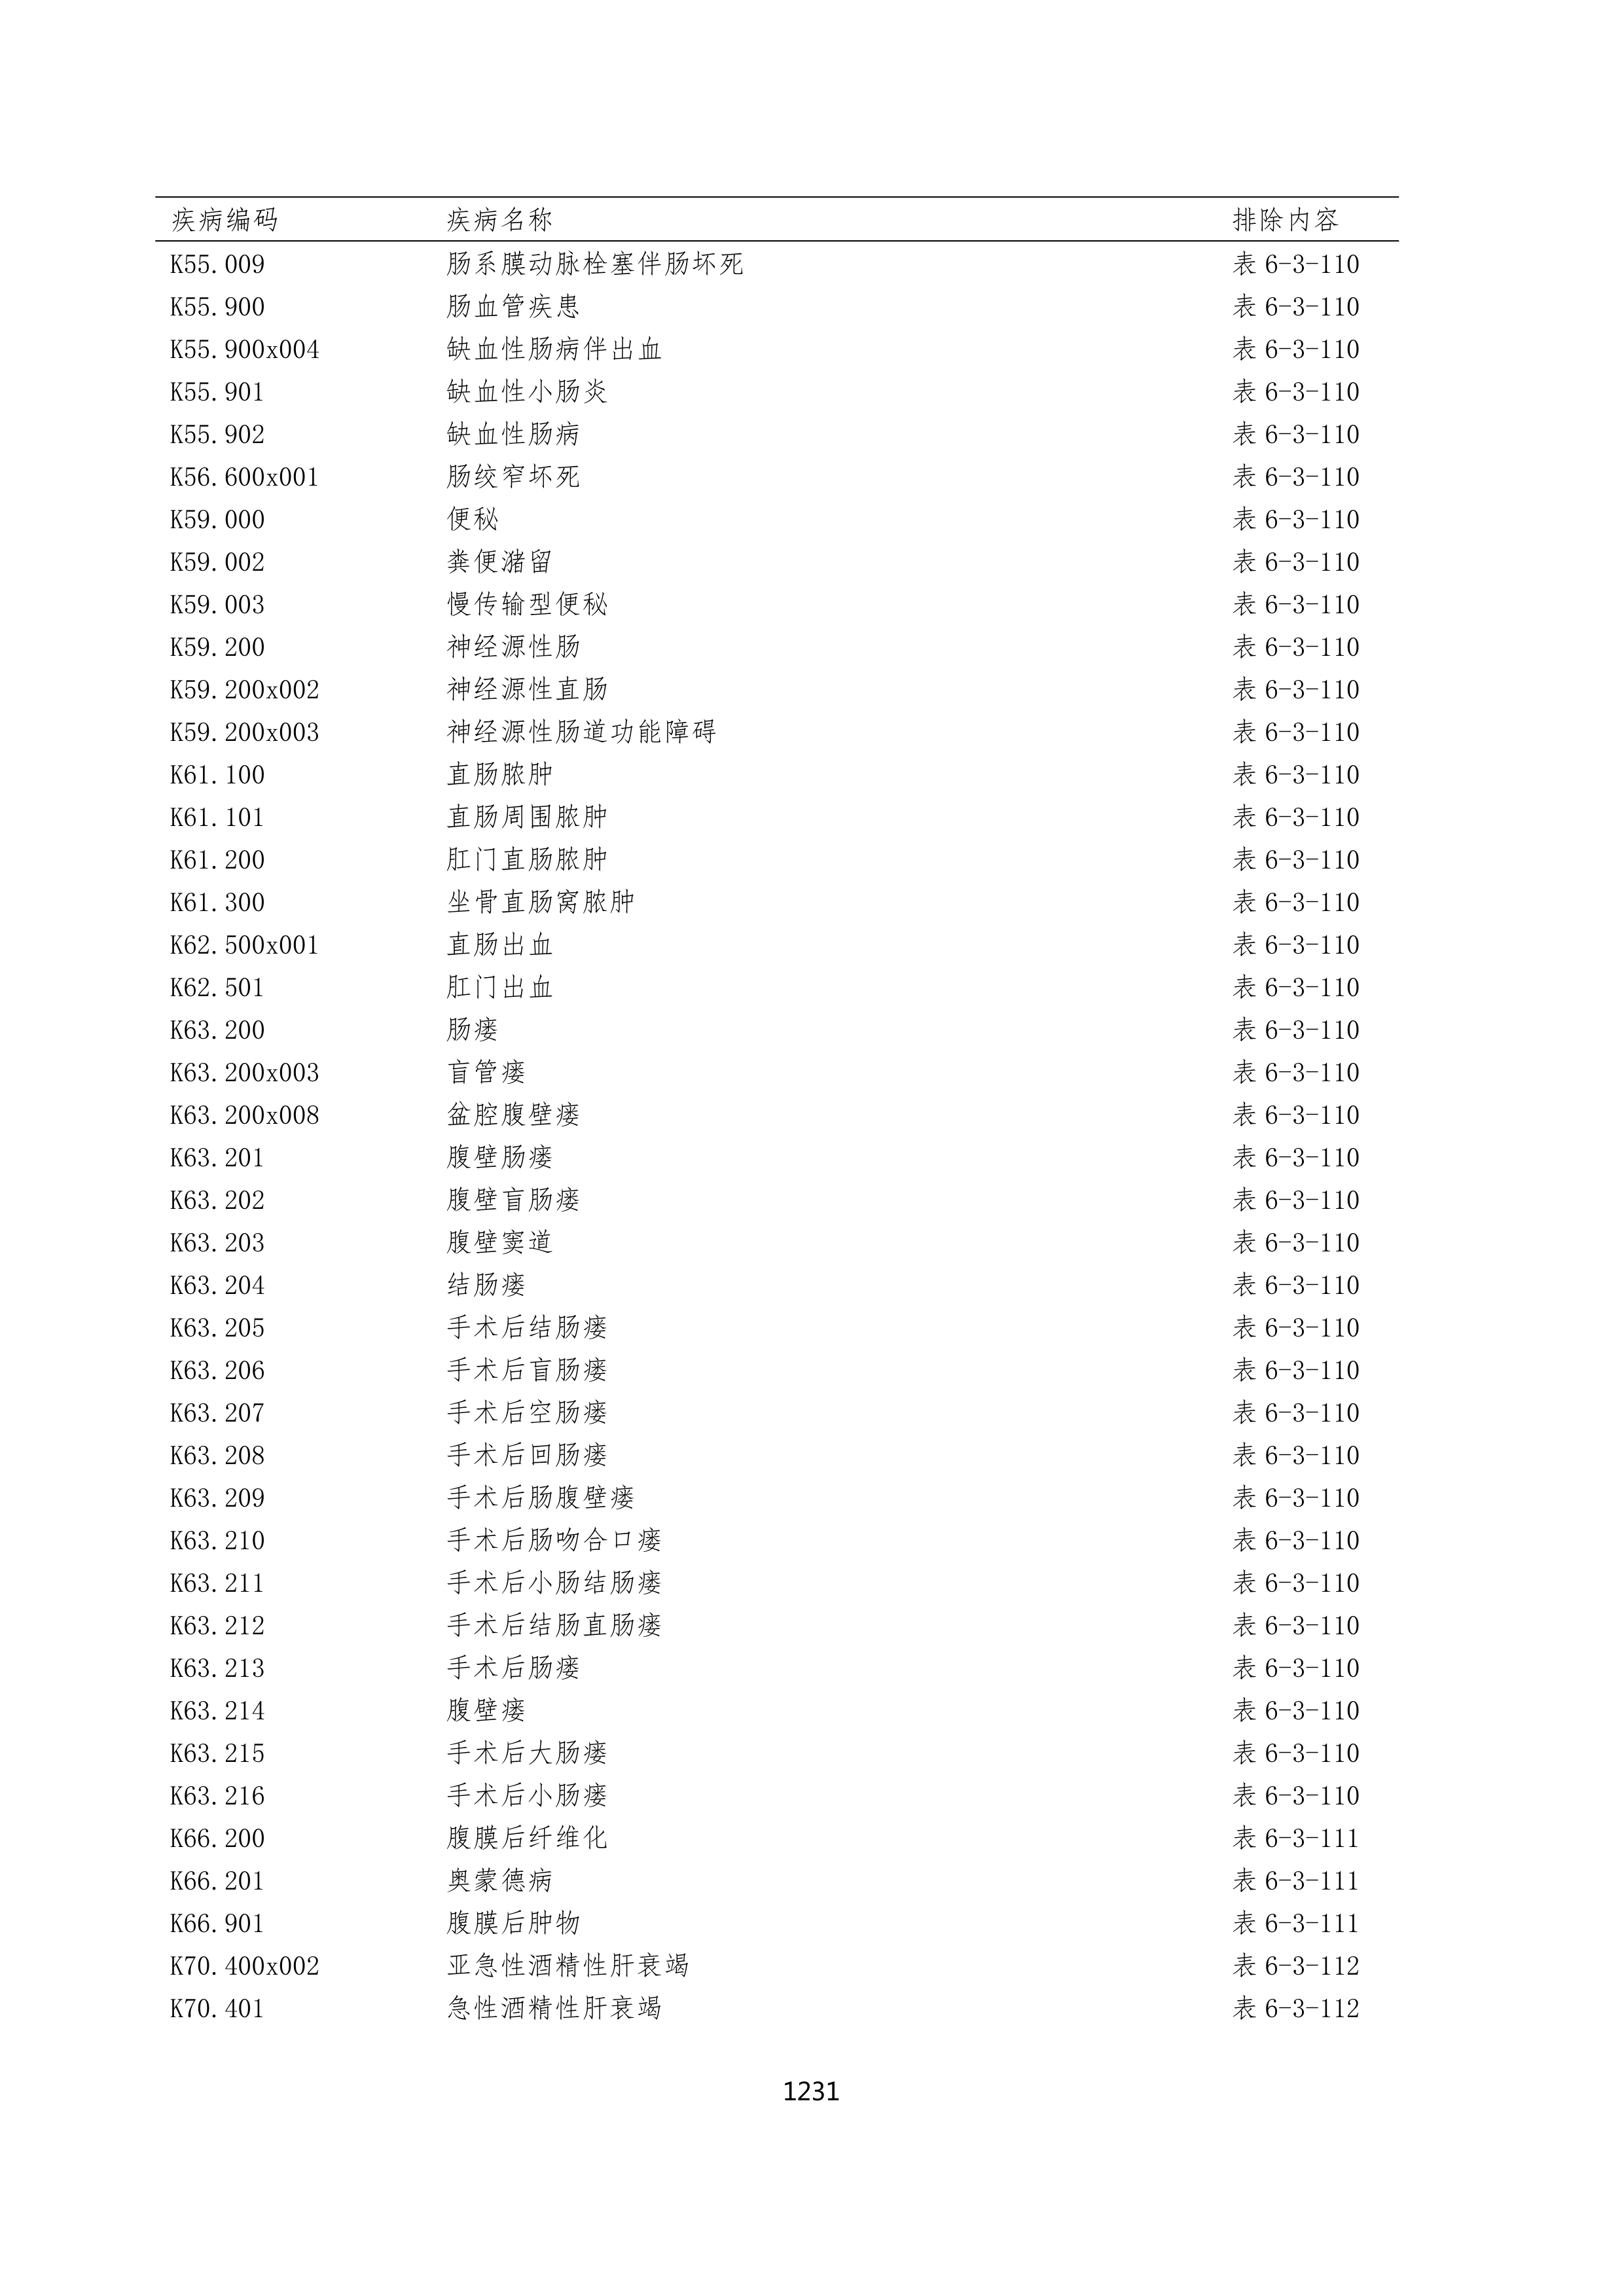 疾病编码 疾病名称 排除内容
K55.009 肠系膜动脉栓塞伴肠坏死 表 6-3-110
K55.900 肠血管疾患 表 6-3-110
K55.900x004 缺血性肠病伴出血 表 6-3-110
K55.901 缺血性小肠炎 表 6-3-110
K55.902 缺血性肠病 表 6-3-110
K56.600x001 肠绞窄坏死 表 6-3-110
K59.000 便秘 表 6-3-110
K59.002 粪便潴留 表 6-3-110
K59.003 慢传输型便秘 表 6-3-110
K59.200 神经源性肠 表 6-3-110
K59.200x002 神经源性直肠 表 6-3-110
K59.200x003 神经源性肠道功能障碍 表 6-3-110
K61.100 直肠脓肿 表 6-3-110
K61.101 直肠周围脓肿 表 6-3-110
K61.200 肛门直肠脓肿 表 6-3-110
K61.300 坐骨直肠窝脓肿 表 6-3-110
K62.500x001 直肠出血 表 6-3-110
K62.501 肛门出血 表 6-3-110
K63.200 肠瘘 表 6-3-110
K63.200x003 盲管瘘 表 6-3-110
K63.200x008 盆腔腹壁瘘 表 6-3-110
K63.201 腹壁肠瘘 表 6-3-110
K63.202 腹壁盲肠瘘 表 6-3-110
K63.203 腹壁窦道 表 6-3-110
K63.204 结肠瘘 表 6-3-110
K63.205 手术后结肠瘘 表 6-3-110
K63.206 手术后盲肠瘘 表 6-3-110
K63.207 手术后空肠瘘 表 6-3-110
K63.208 手术后回肠瘘 表 6-3-110
K63.209 手术后肠腹壁瘘 表 6-3-110
K63.210 手术后肠吻合口瘘 表 6-3-110
K63.211 手术后小肠结肠瘘 表 6-3-110
K63.212 手术后结肠直肠瘘 表 6-3-110
K63.213 手术后肠瘘 表 6-3-110
K63.214 腹壁瘘 表 6-3-110
K63.215 手术后大肠瘘 表 6-3-110
K63.216 手术后小肠瘘 表 6-3-110
K66.200 腹膜后纤维化 表 6-3-111
K66.201 奥蒙德病 表 6-3-111
K66.901 腹膜后肿物 表 6-3-111
K70.400x002 亚急性酒精性肝衰竭 表 6-3-112
K70.401 急性酒精性肝衰竭 表 6-3-112
1231